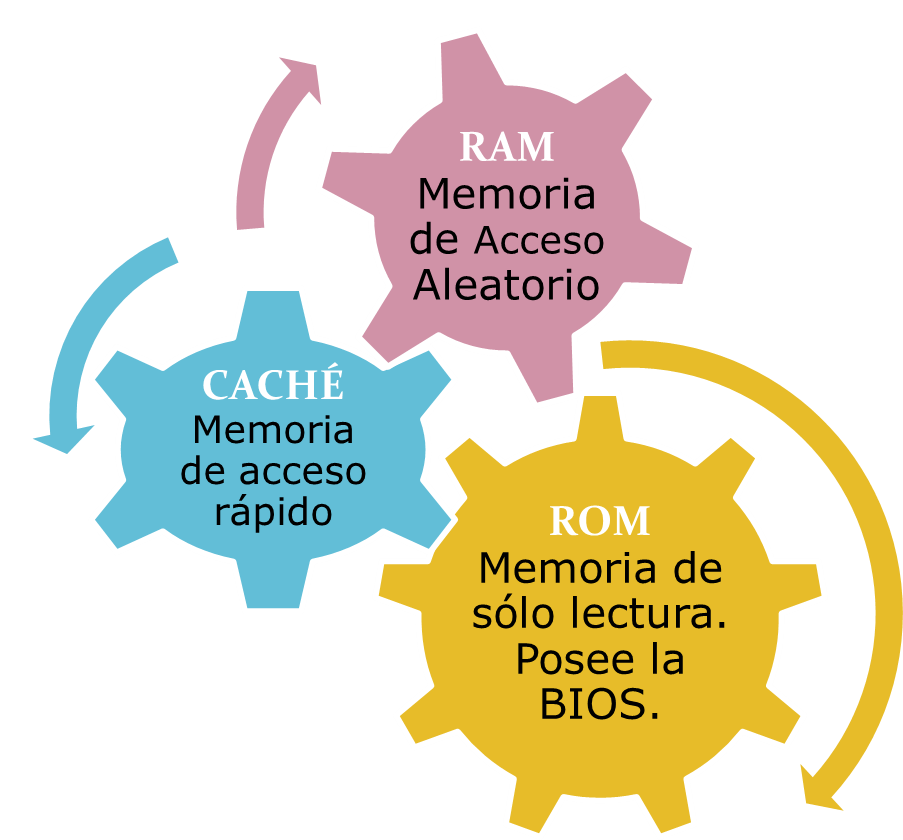 RAM
Memoria
de Acceso
Aleatorio
CACHÉ
Memoria
de acceso
rápido
ROM
Memoria de
sólo lectura.
Posee la
BIOS.